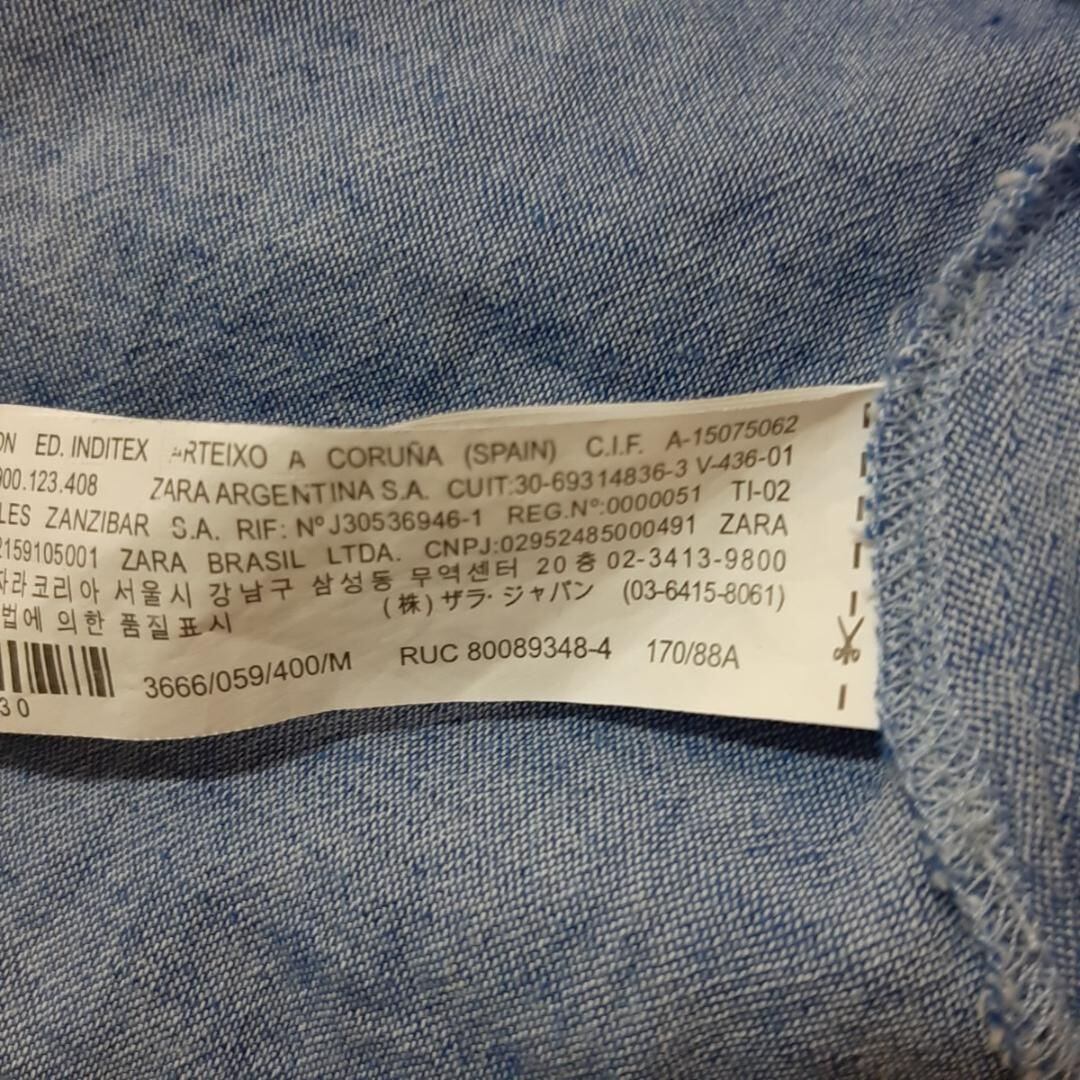 ON ED. INDITEX ARTEIXO A CORUÑA (SPAIN) C.I.F. A-15075062
900.123.408 ZARA ARGENTINA S.A. CUIT:30-69314836-3 V-436-01
LES ZANZIBAR S.A. RIF: Nº J30536946-1 REG.Nº:0000051 TI-02
2159105001 ZARA BRASIL LTDA. CNPJ:02952485000491 ZARA
자라코리아 서울시 강남구 삼성동 무역센터 20층 02-3413-9800
법에 의한 품질표시 (株) ザラ・ジャパン (03-6415-8061)
3666/059/400/M RUC 80089348-4 170/88A
30